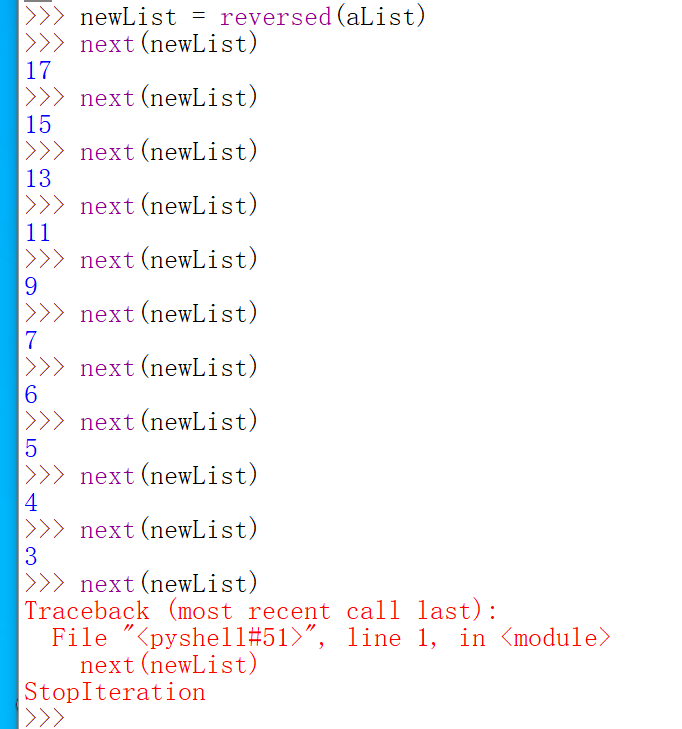 >>> newList = reversed(aList)
>>> next(newList)
17
>>> next(newList)
15
>>> next(newList)
13
>>> next(newList)
11
>>> next(newList)
9
>>> next(newList)
7
>>> next(newList)
6
>>> next(newList)
5
>>> next(newList)
4
>>> next(newList)
3
>>> next(newList)
Traceback (most recent call last):
  File "<pyshell#51>", line 1, in <module>
    next(newList)
StopIteration
>>>